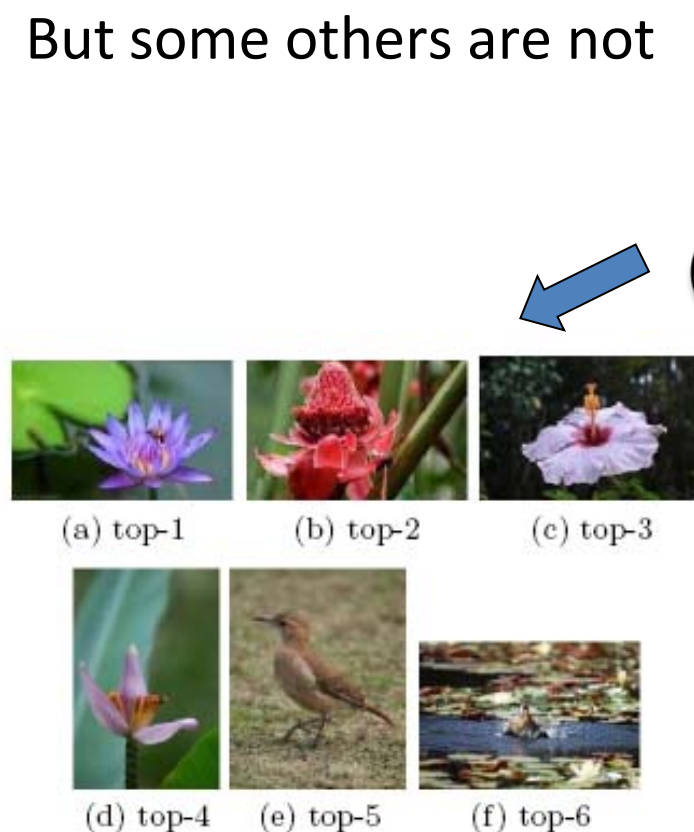 But some others are not
(a) top-1 (b) top-2 (c) top-3
(d) top-4 (e) top-5 (f) top-6